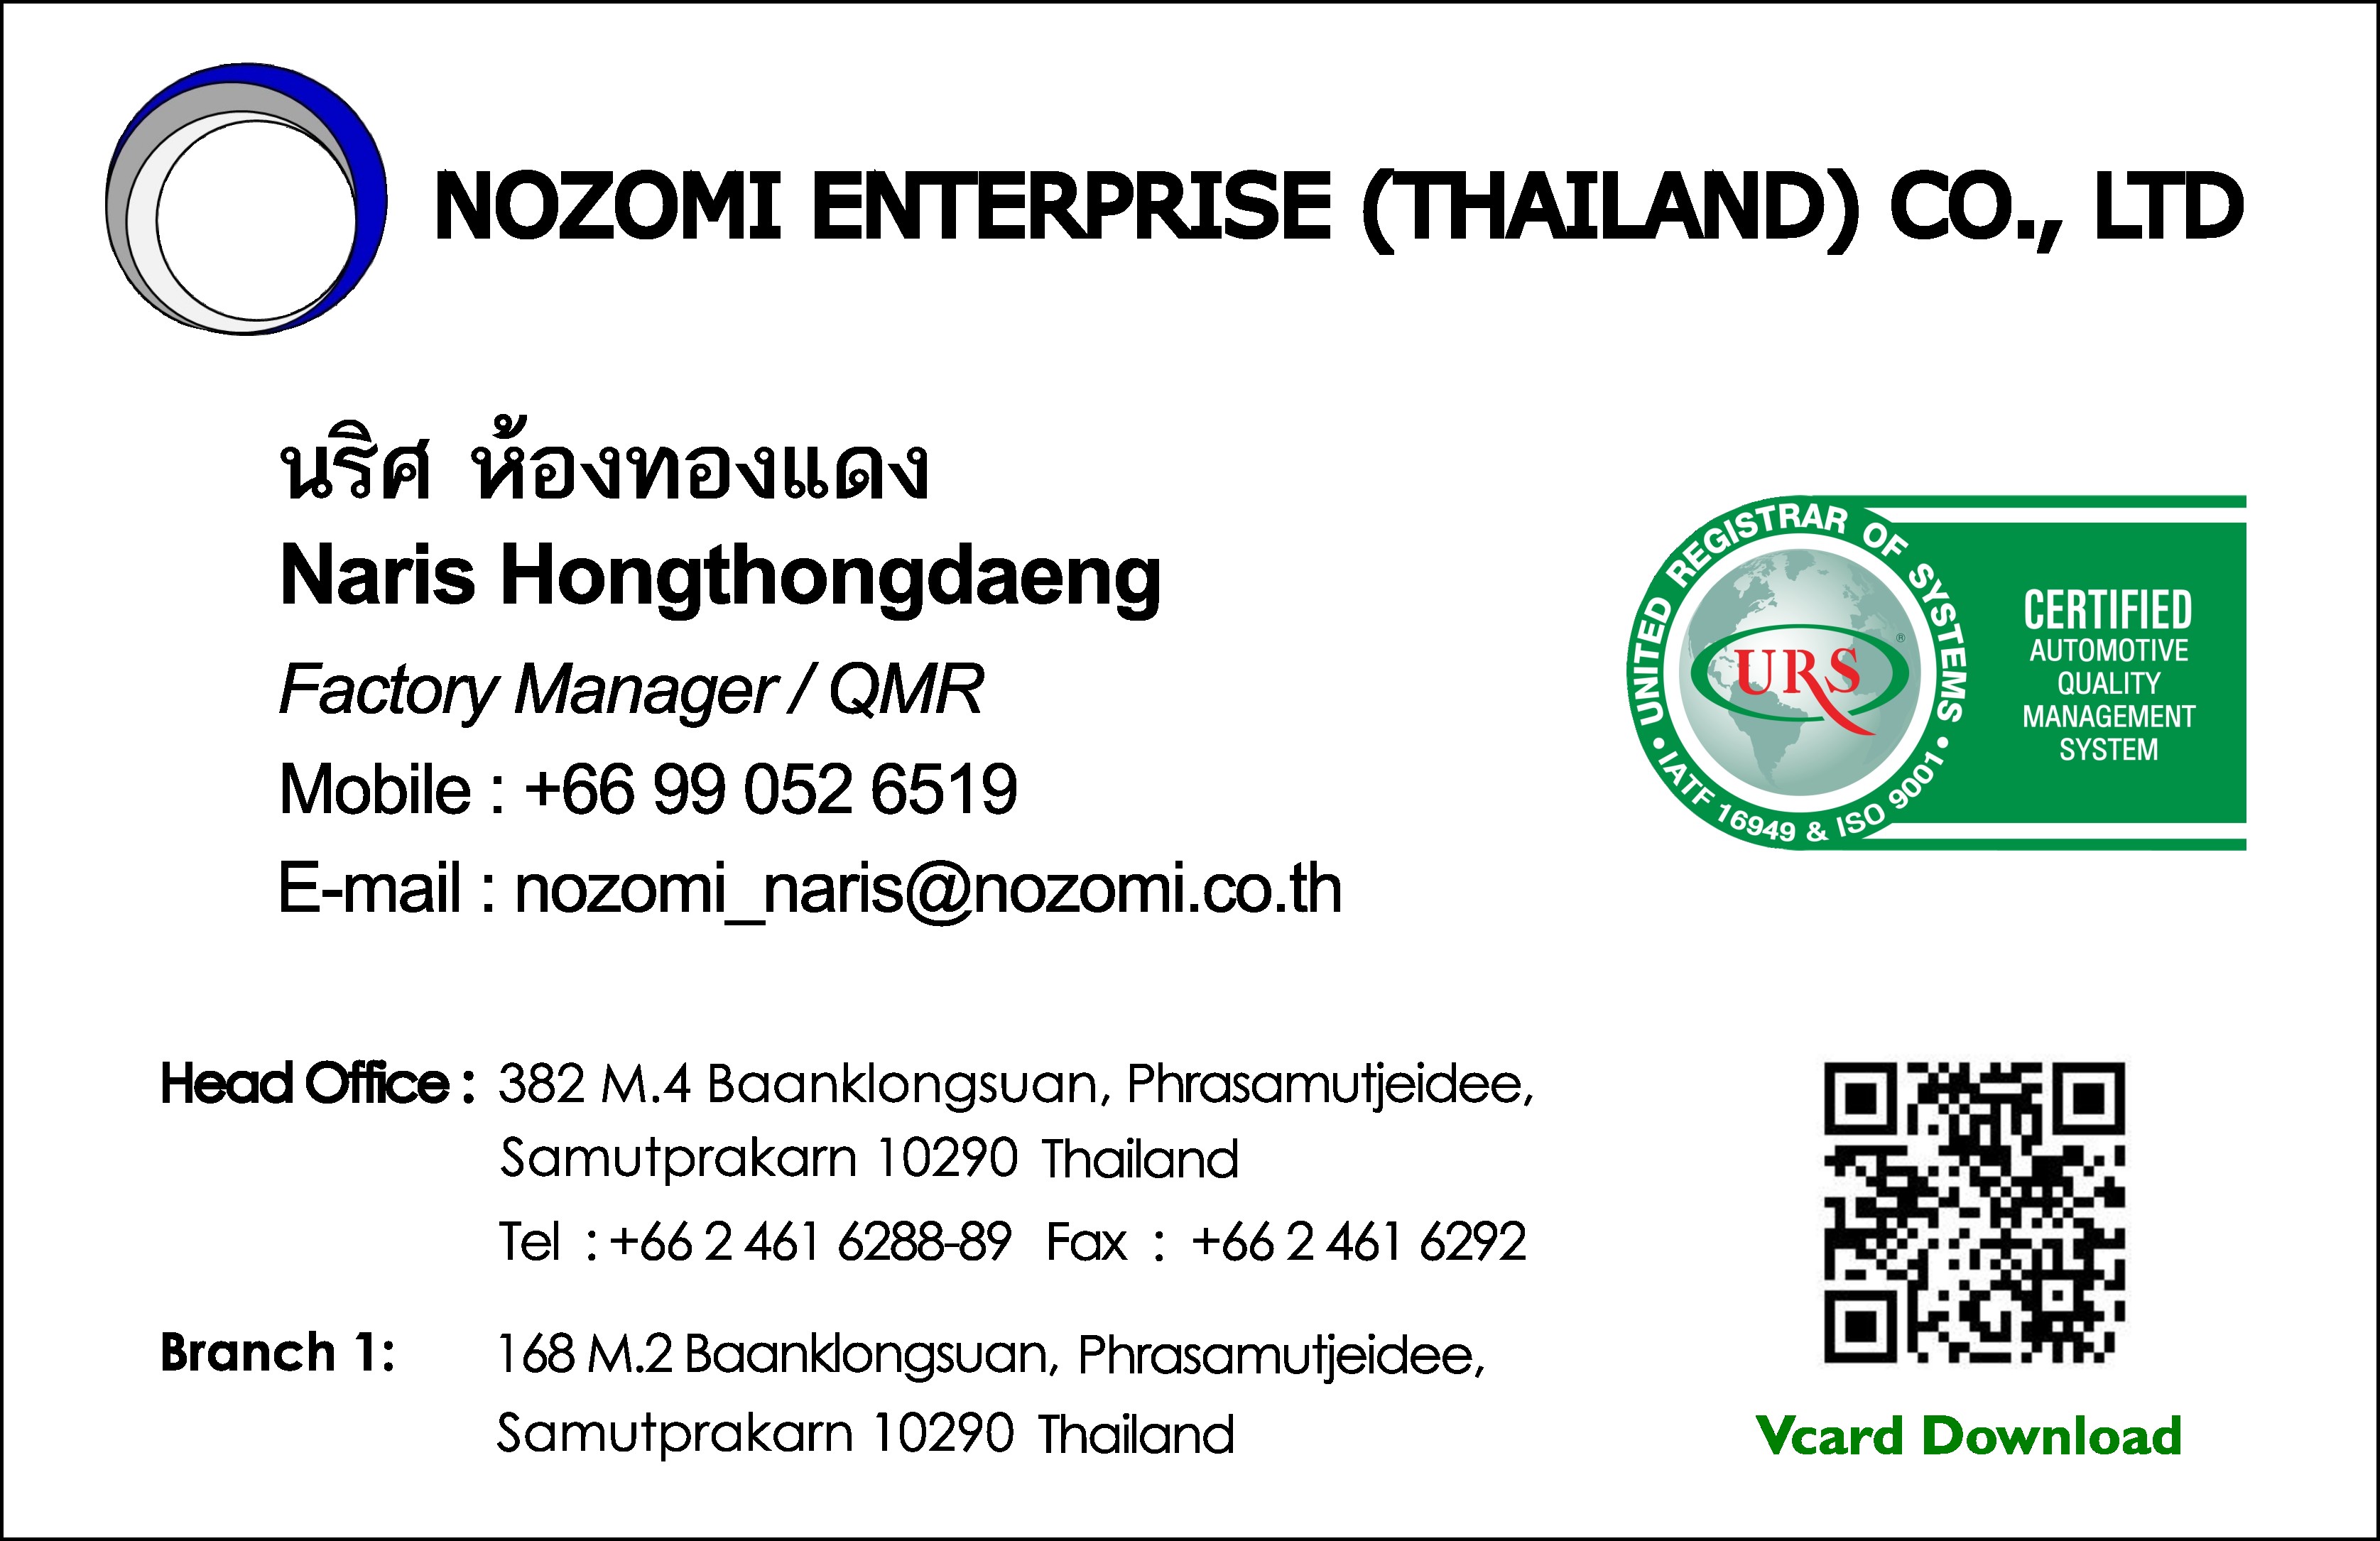 NOZOMI ENTERPRISE (THAILAND) CO., LTD
นริศ ห้องทองแดง
Naris Hongthongdaeng
Factory Manager / QMR
Mobile : +66 99 052 6519
E-mail : nozomi_naris@nozomi.co.th
• UNITED REGISTRAR OF SYSTEMS •
IATF 16949 & ISO 9001
URS
®
CERTIFIED
AUTOMOTIVE
QUALITY
MANAGEMENT
SYSTEM
Head Office : 382 M.4 Baanklongsuan, Phrasamutjeidee,
Samutprakarn 10290 Thailand
Tel : +66 2 461 6288-89 Fax : +66 2 461 6292
Branch 1: 168 M.2 Baanklongsuan, Phrasamutjeidee,
Samutprakarn 10290 Thailand
Vcard Download